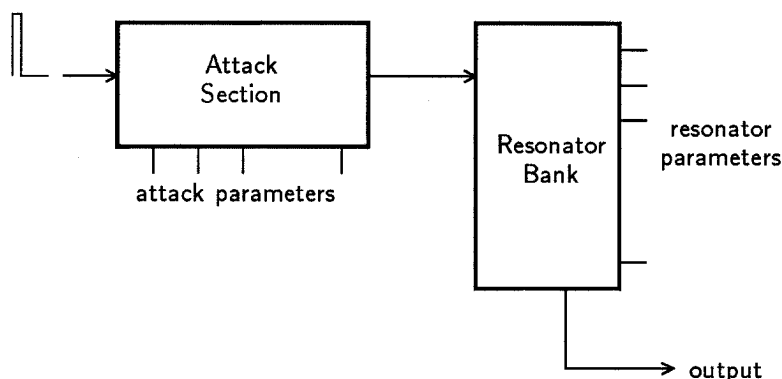 Attack
Section
attack parameters
Resonator
Bank
resonator
parameters
output